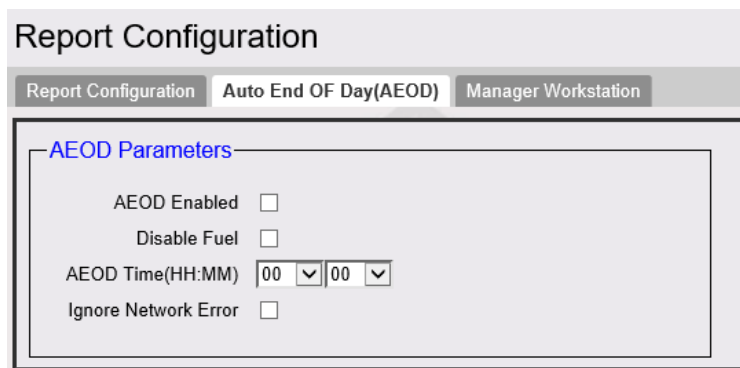 Report Configuration
Report Configuration Auto End OF Day(AEOD) Manager Workstation
AEOD Parameters
AEOD Enabled
Disable Fuel
AEOD Time(HH:MM) 00 00
Ignore Network Error